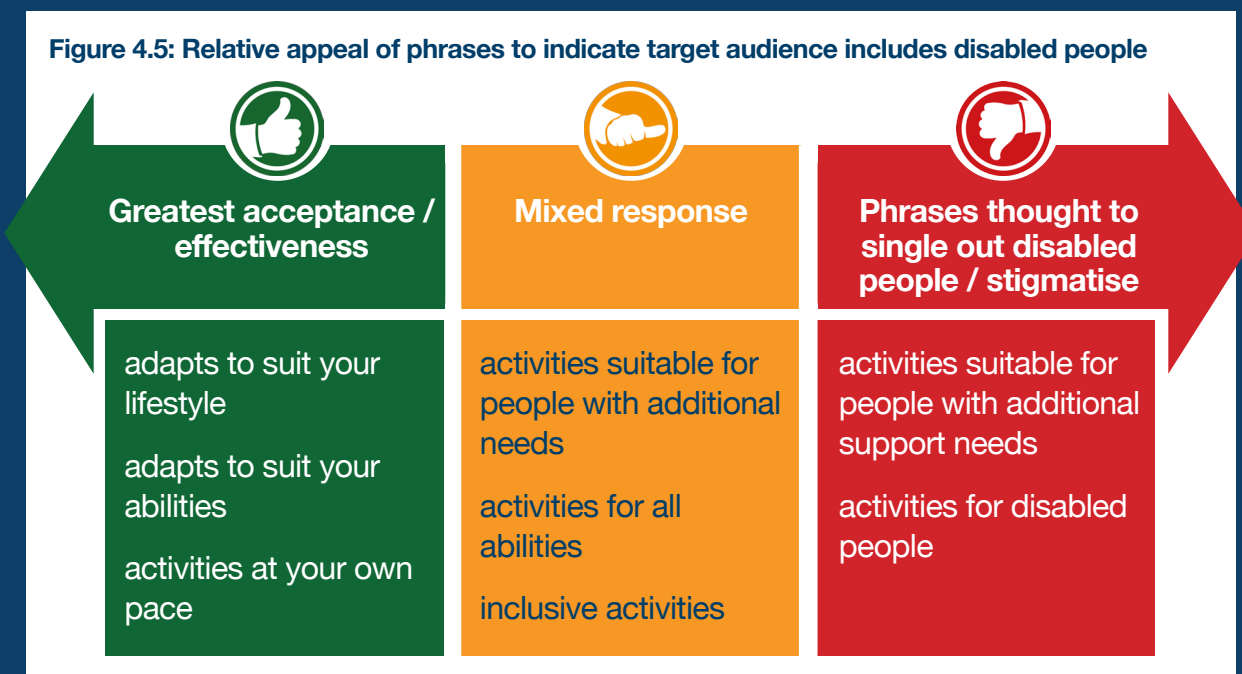 Figure 4.5: Relative appeal of phrases to indicate target audience includes disabled people
Greatest acceptance /
effectiveness
Mixed response
Phrases thought to
single out disabled
people / stigmatise
adapts to suit your
lifestyle
adapts to suit your
abilities
activities at your own
pace
activities suitable for
people with additional
needs
activities for all
abilities
inclusive activities
activities suitable for
people with additional
support needs
activities for disabled
people